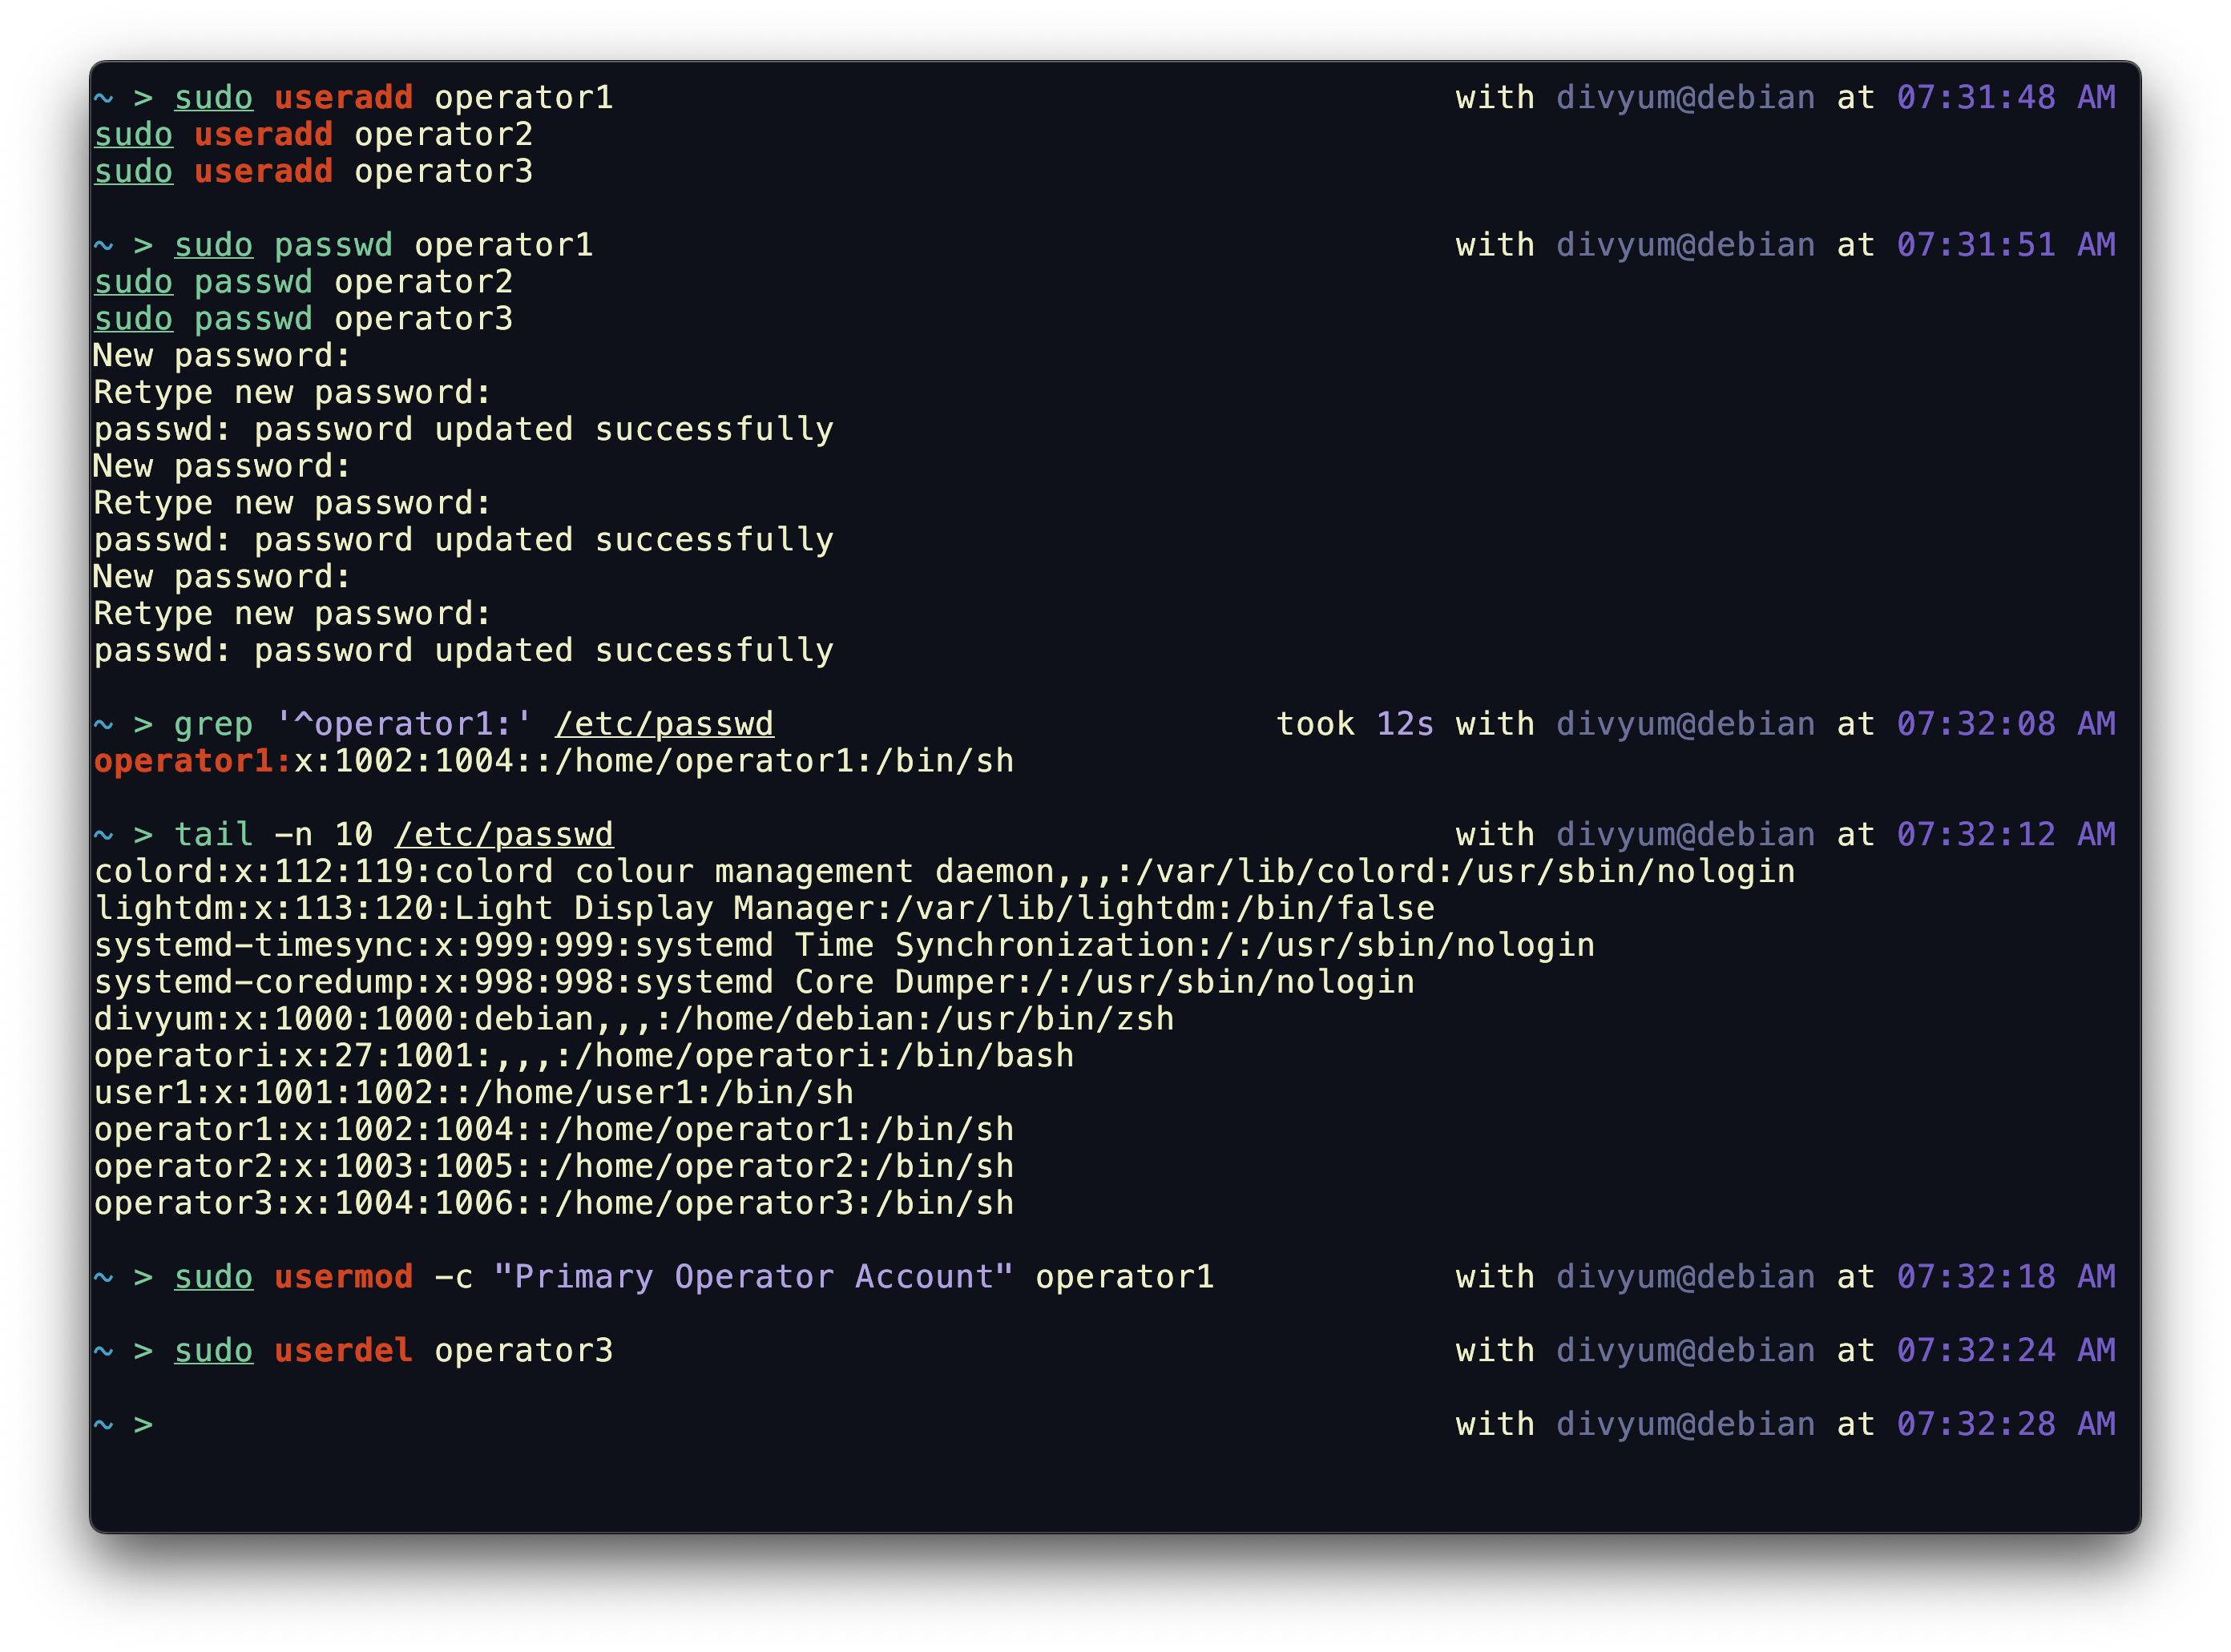 ~ > sudo useradd operator1 with divyum@debian at 07:31:48 AM
sudo useradd operator2
sudo useradd operator3
~ > sudo passwd operator1 with divyum@debian at 07:31:51 AM
sudo passwd operator2
sudo passwd operator3
New password:
Retype new password:
passwd: password updated successfully
New password:
Retype new password:
passwd: password updated successfully
New password:
Retype new password:
passwd: password updated successfully
~ > grep '^operator1:' /etc/passwd took 12s with divyum@debian at 07:32:08 AM
operator1:x:1002:1004::/home/operator1:/bin/sh
~ > tail -n 10 /etc/passwd with divyum@debian at 07:32:12 AM
colord:x:112:119:colord colour management daemon,,,:/var/lib/colord:/usr/sbin/nologin
lightdm:x:113:120:Light Display Manager:/var/lib/lightdm:/bin/false
systemd-timesync:x:999:999:systemd Time Synchronization:/:/usr/sbin/nologin
systemd-coredump:x:998:998:systemd Core Dumper:/:/usr/sbin/nologin
divyum:x:1000:1000:debian,,,:/home/debian:/usr/bin/zsh
operatori:x:27:1001:,,,:/home/operatori:/bin/bash
user1:x:1001:1002::/home/user1:/bin/sh
operator1:x:1002:1004::/home/operator1:/bin/sh
operator2:x:1003:1005::/home/operator2:/bin/sh
operator3:x:1004:1006::/home/operator3:/bin/sh
~ > sudo usermod -c "Primary Operator Account" operator1 with divyum@debian at 07:32:18 AM
~ > sudo userdel operator3 with divyum@debian at 07:32:24 AM
~ > with divyum@debian at 07:32:28 AM